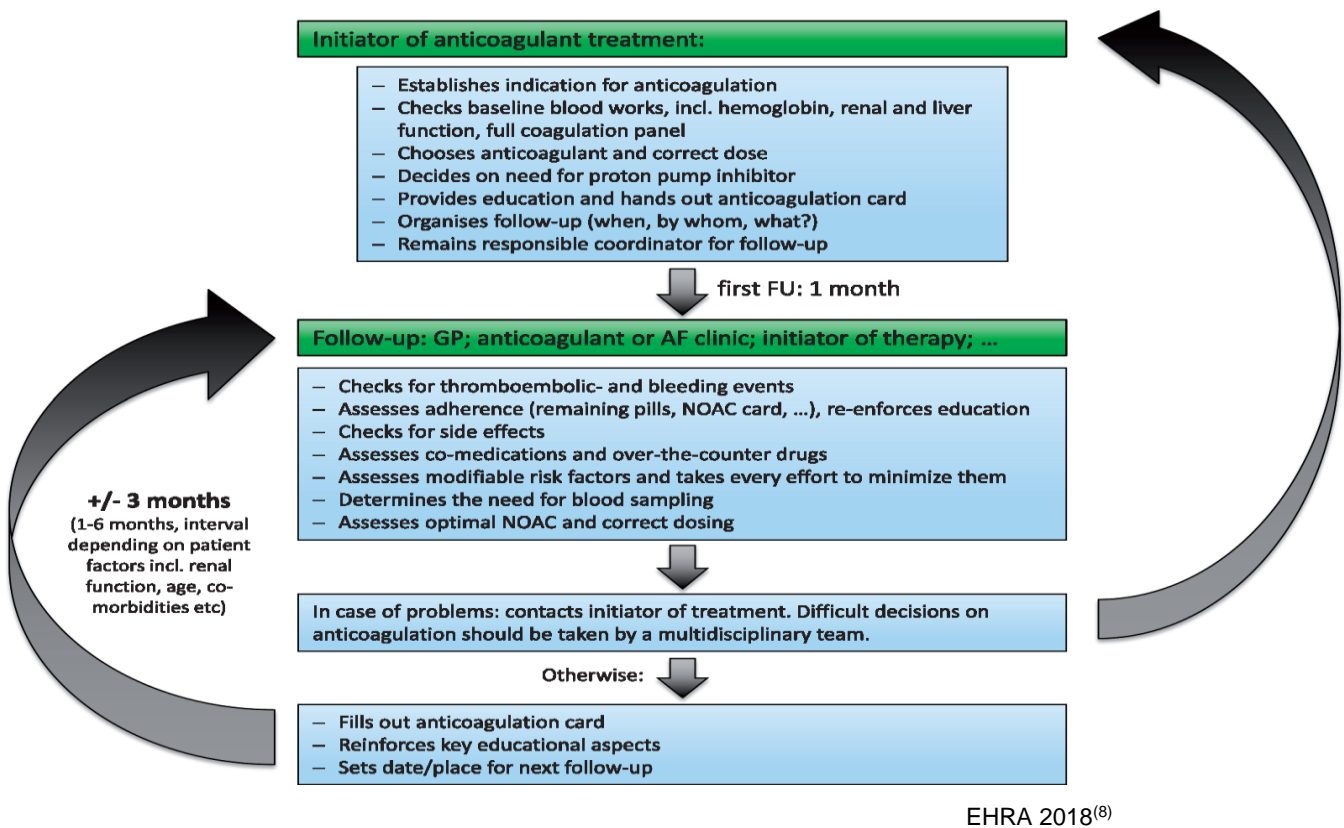 Initiator of anticoagulant treatment:
– Establishes indication for anticoagulation
– Checks baseline blood works, incl. hemoglobin, renal and liver
function, full coagulation panel
– Chooses anticoagulant and correct dose
– Decides on need for proton pump inhibitor
– Provides education and hands out anticoagulation card
– Organises follow-up (when, by whom, what?)
– Remains responsible coordinator for follow-up
first FU: 1 month
Follow-up: GP; anticoagulant or AF clinic; initiator of therapy; ...
– Checks for thromboembolic- and bleeding events
– Assesses adherence (remaining pills, NOAC card, ...), re-enforces education
– Checks for side effects
– Assesses co-medications and over-the-counter drugs
– Assesses modifiable risk factors and takes every effort to minimize them
– Determines the need for blood sampling
– Assesses optimal NOAC and correct dosing
+/- 3 months
(1-6 months, interval
depending on patient
factors incl. renal
function, age, co-
morbidities etc)
In case of problems: contacts initiator of treatment. Difficult decisions on
anticoagulation should be taken by a multidisciplinary team.
Otherwise:
– Fills out anticoagulation card
– Reinforces key educational aspects
– Sets date/place for next follow-up
EHRA 2018(8)